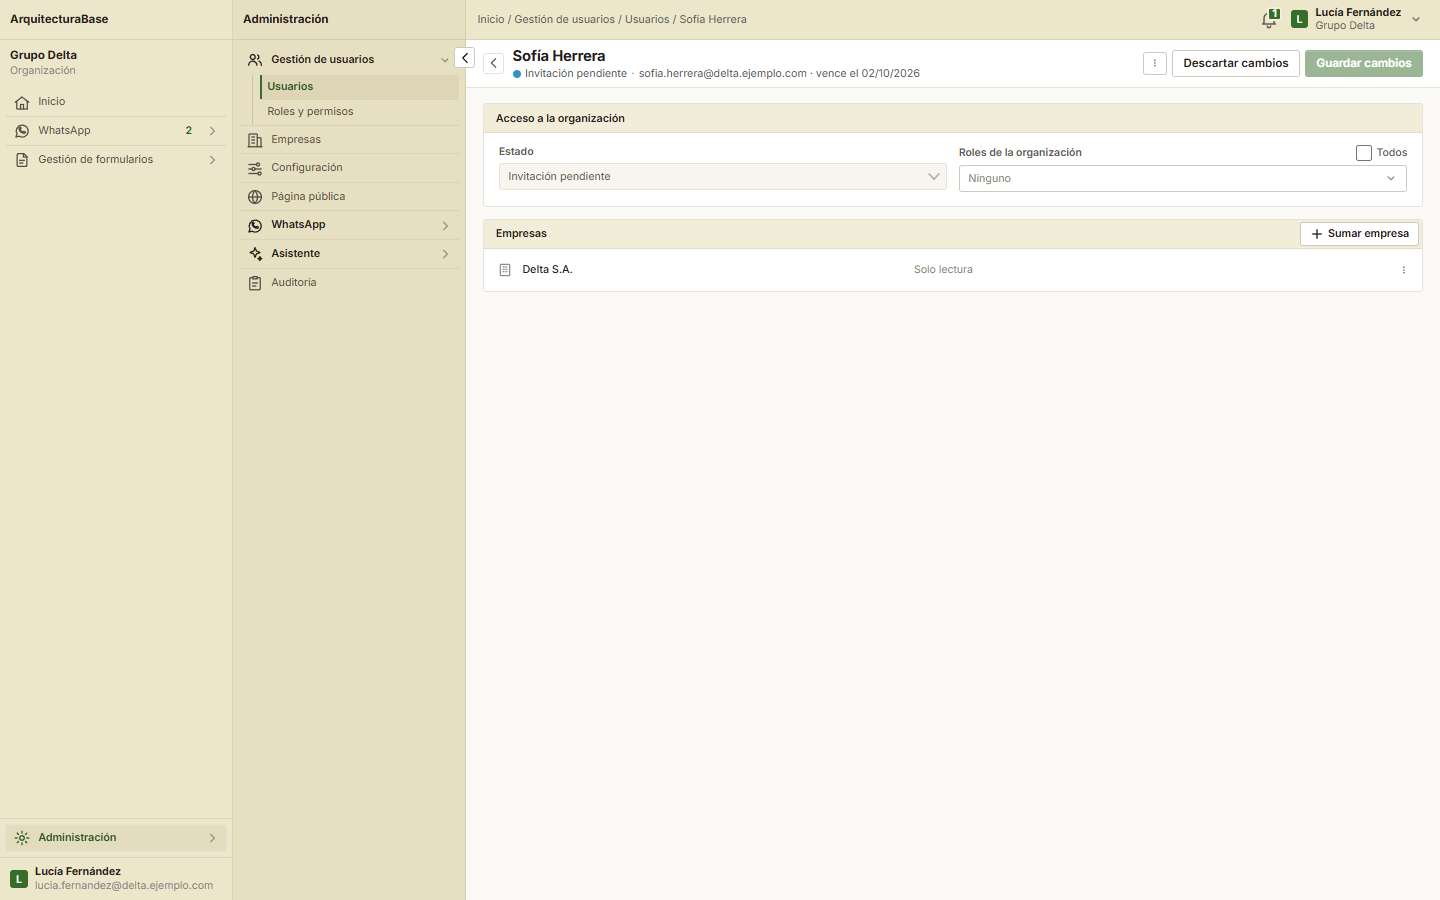 ArquitecturaBase
Grupo Delta
Organización
Inicio
WhatsApp 2
Gestión de formularios
Administración
L Lucía Fernández
lucia.fernandez@delta.ejemplo.com
Administración
Gestión de usuarios
Usuarios
Roles y permisos
Empresas
Configuración
Página pública
WhatsApp
Asistente
Auditoría
Inicio / Gestión de usuarios / Usuarios / Sofía Herrera
1
L Lucía Fernández
Grupo Delta
Sofía Herrera
Invitación pendiente · sofia.herrera@delta.ejemplo.com · vence el 02/10/2026
Descartar cambios
Guardar cambios
Acceso a la organización
Estado
Invitación pendiente
Roles de la organización
Todos
Ninguno
Empresas
Sumar empresa
Delta S.A.
Solo lectura